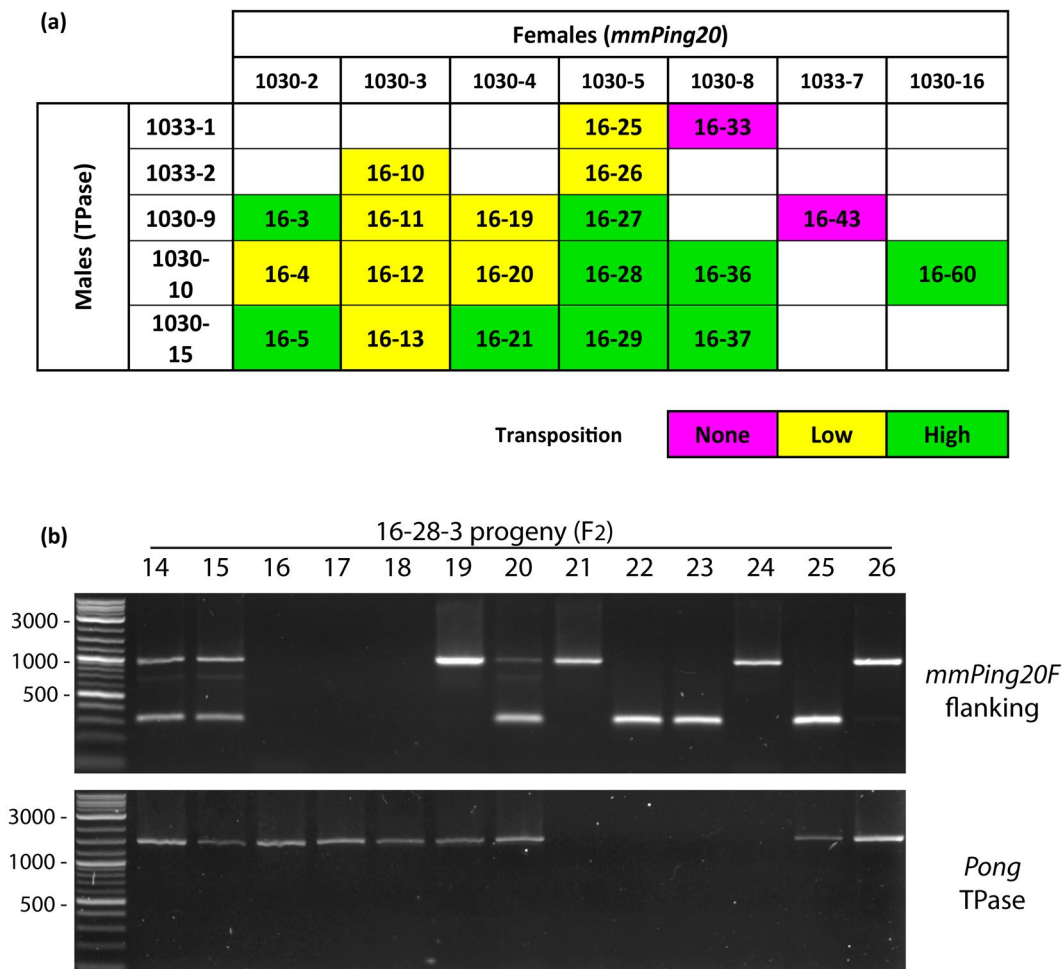 (a)
Females (mmPing20)
1030-2 1030-3 1030-4 1030-5 1030-8 1033-7 1030-16
Males (TPase)
1033-1 16-25 16-33
1033-2 16-10 16-26
1030-9 16-3 16-11 16-19 16-27 16-43
1030-
10 16-4 16-12 16-20 16-28 16-36 16-60
1030-
15 16-5 16-13 16-21 16-29 16-37
Transposition None Low High
(b)
16-28-3 progeny (F2)
14 15 16 17 18 19 20 21 22 23 24 25 26
3000 -
1000 -
500 -
mmPing20F
flanking
3000 -
1000 -
500 -
Pong
TPase